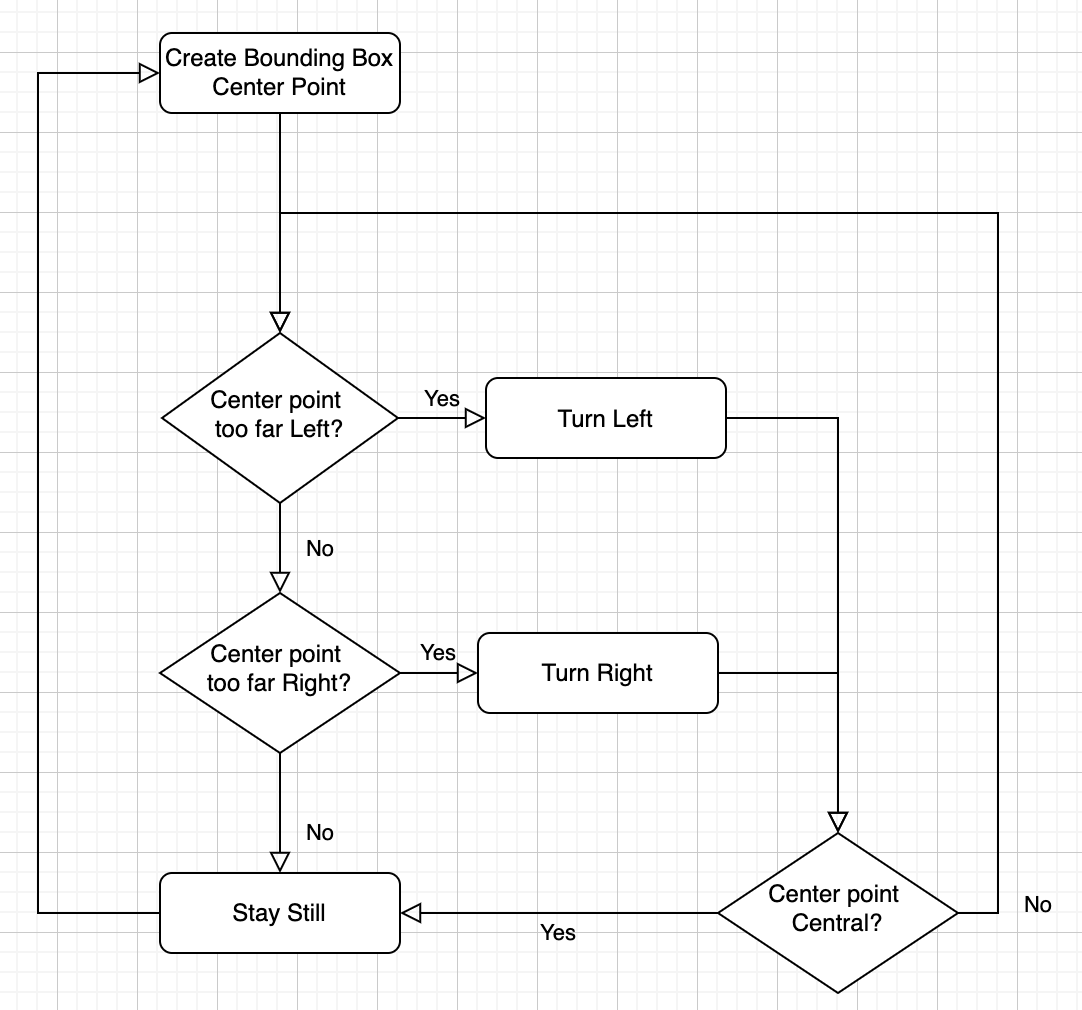 Create Bounding Box
Center Point
Center point
too far Left?
Yes
Turn Left
No
Center point
too far Right?
Yes
Turn Right
No
Stay Still
Yes
Center point
Central?
No